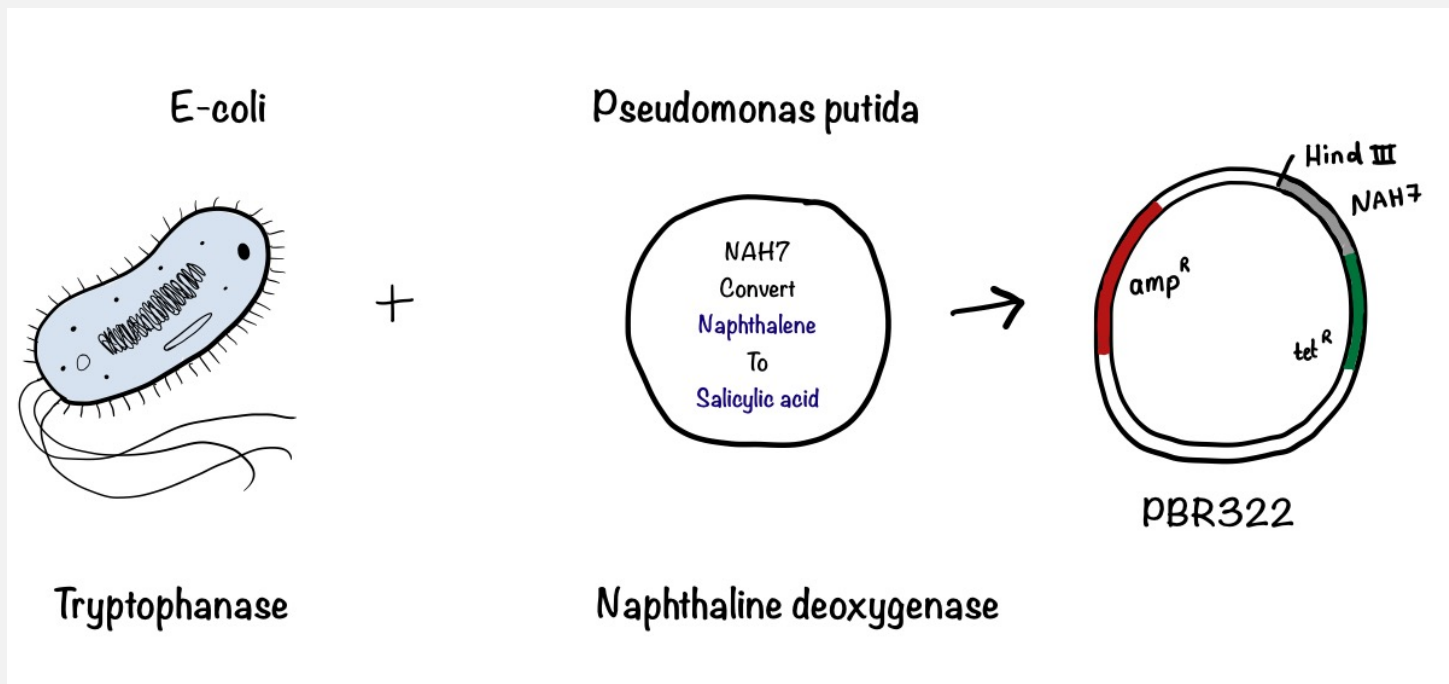 E-coli
Pseudomonas putida
Hind III
NAH7
NAH7
Convert
Naphthalene
To
Salicylic acid
+
amp^R
tet^R
PBR322
Tryptophanase
Naphthaline deoxygenase